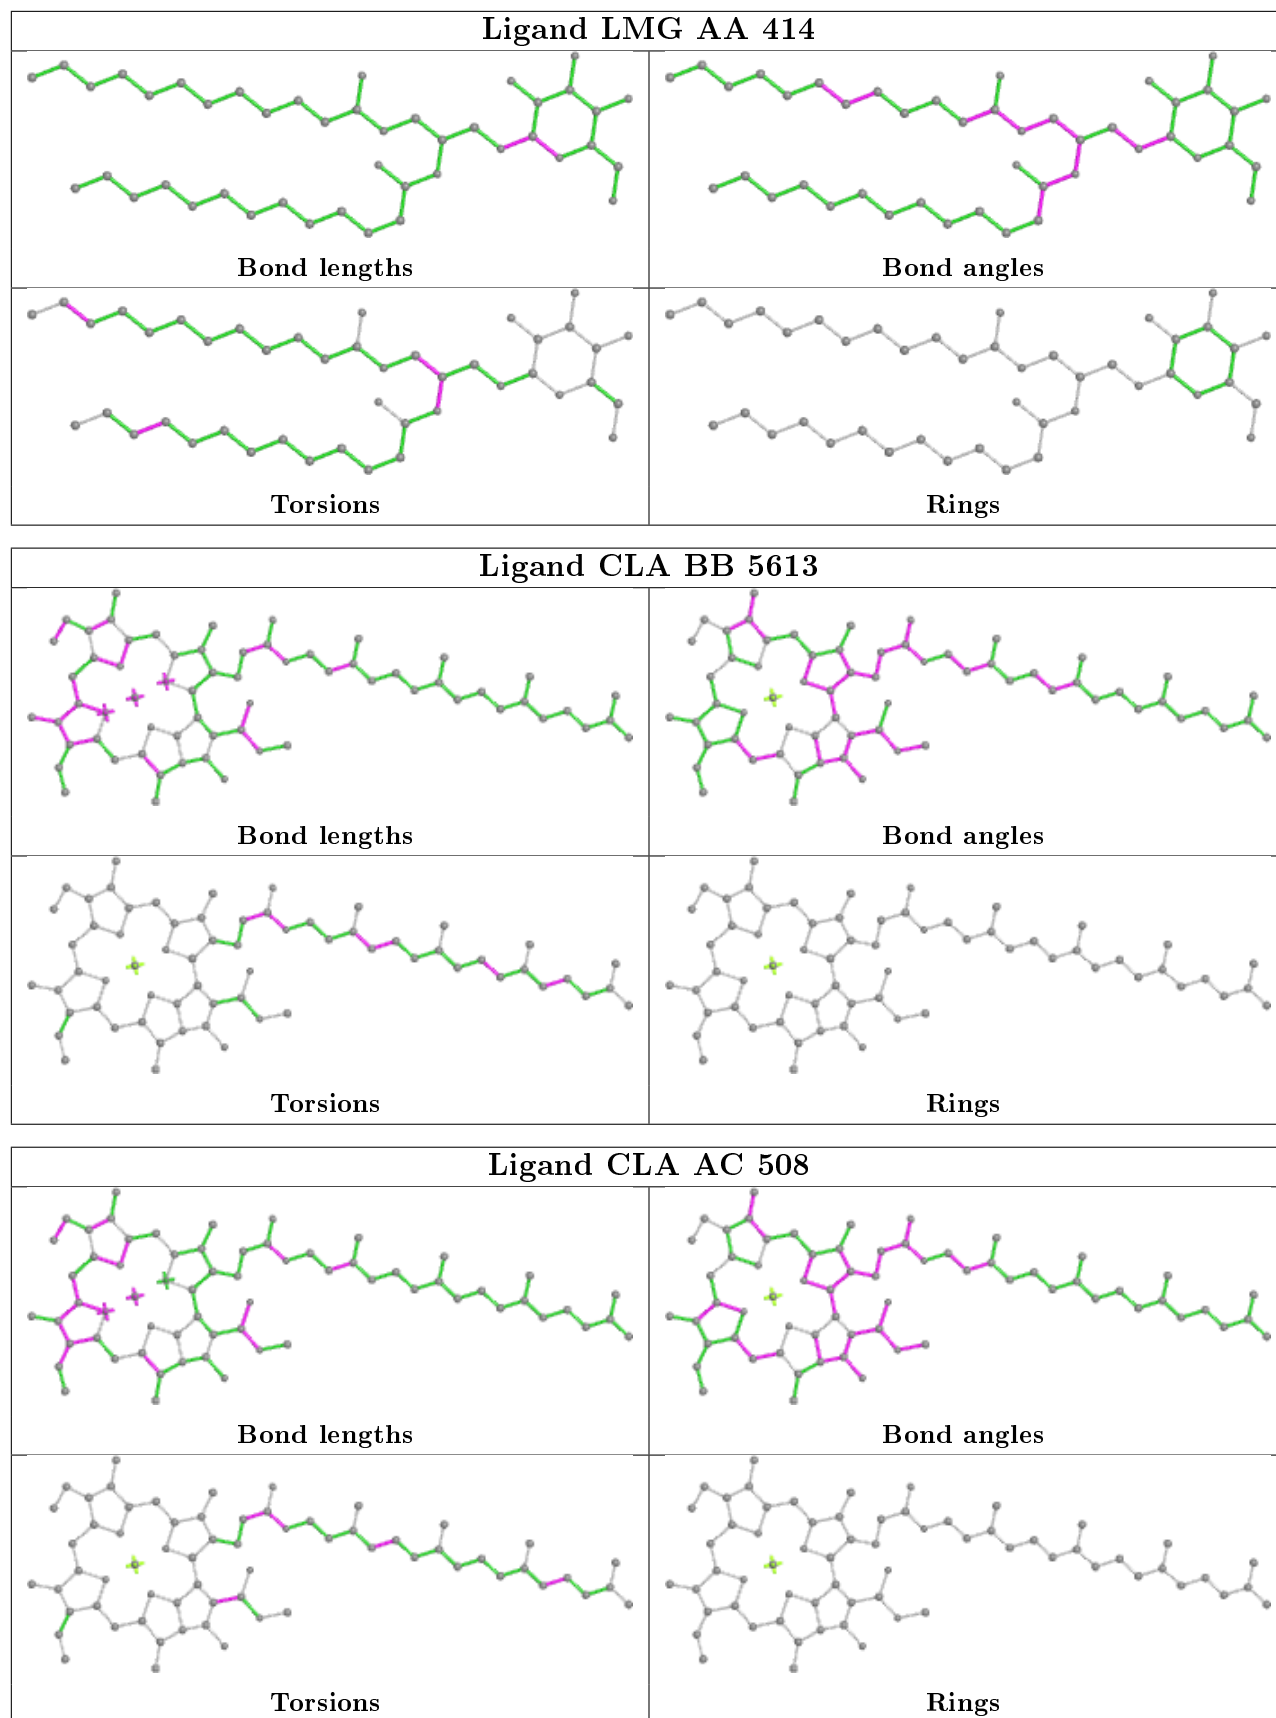 Ligand LMG AA 414
Bond lengths
Bond angles
Torsions
Rings
Ligand CLA BB 5613
Bond lengths
Bond angles
Torsions
Rings
Ligand CLA AC 508
Bond lengths
Bond angles
Torsions
Rings